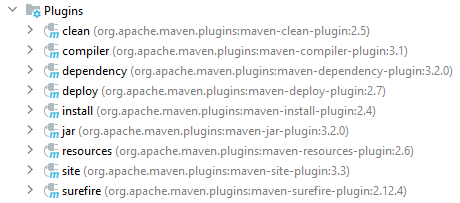 Plugins
clean (org.apache.maven.plugins:maven-clean-plugin:2.5)
compiler (org.apache.maven.plugins:maven-compiler-plugin:3.1)
dependency (org.apache.maven.plugins:maven-dependency-plugin:3.2.0)
deploy (org.apache.maven.plugins:maven-deploy-plugin:2.7)
install (org.apache.maven.plugins:maven-install-plugin:2.4)
jar (org.apache.maven.plugins:maven-jar-plugin:3.2.0)
resources (org.apache.maven.plugins:maven-resources-plugin:2.6)
site (org.apache.maven.plugins:maven-site-plugin:3.3)
surefire (org.apache.maven.plugins:maven-surefire-plugin:2.12.4)